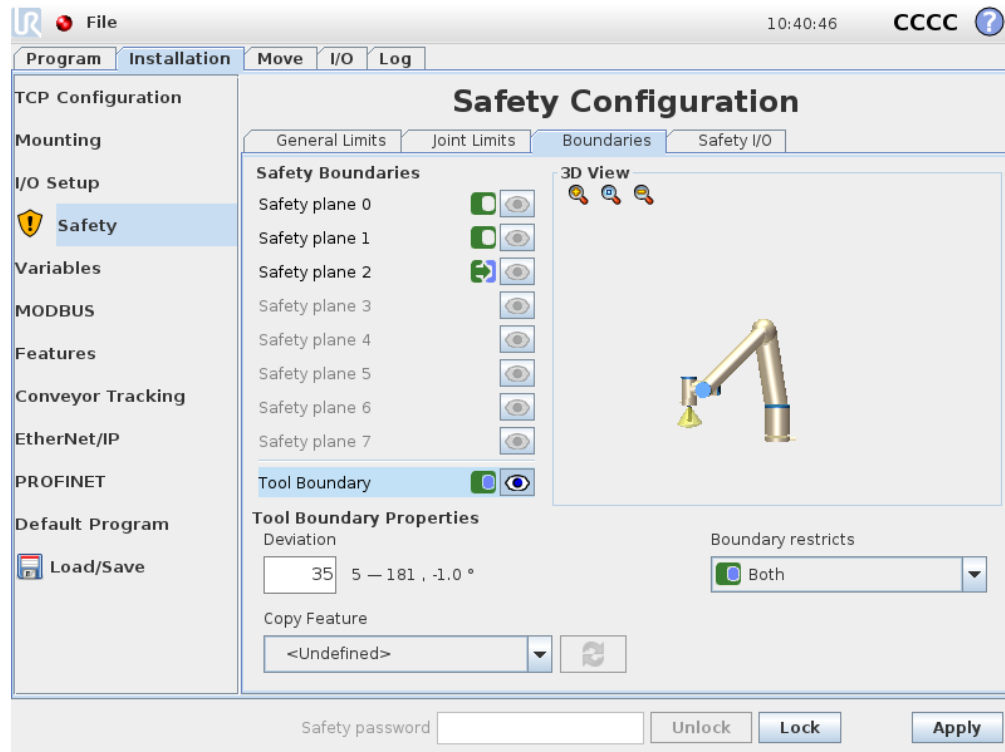 UR File 10:40:46 CCCC ?
Program Installation Move I/O Log
TCP Configuration
Mounting
I/O Setup
Safety
Variables
MODBUS
Features
Conveyor Tracking
EtherNet/IP
PROFINET
Default Program
Load/Save
Safety Configuration
General Limits Joint Limits Boundaries Safety I/O
Safety Boundaries
Safety plane 0
Safety plane 1
Safety plane 2
Safety plane 3
Safety plane 4
Safety plane 5
Safety plane 6
Safety plane 7
Tool Boundary
3D View
Tool Boundary Properties
Deviation
35 5 — 181 , -1.0 °
Boundary restricts
Both
Copy Feature
<Undefined>
Safety password Unlock Lock Apply